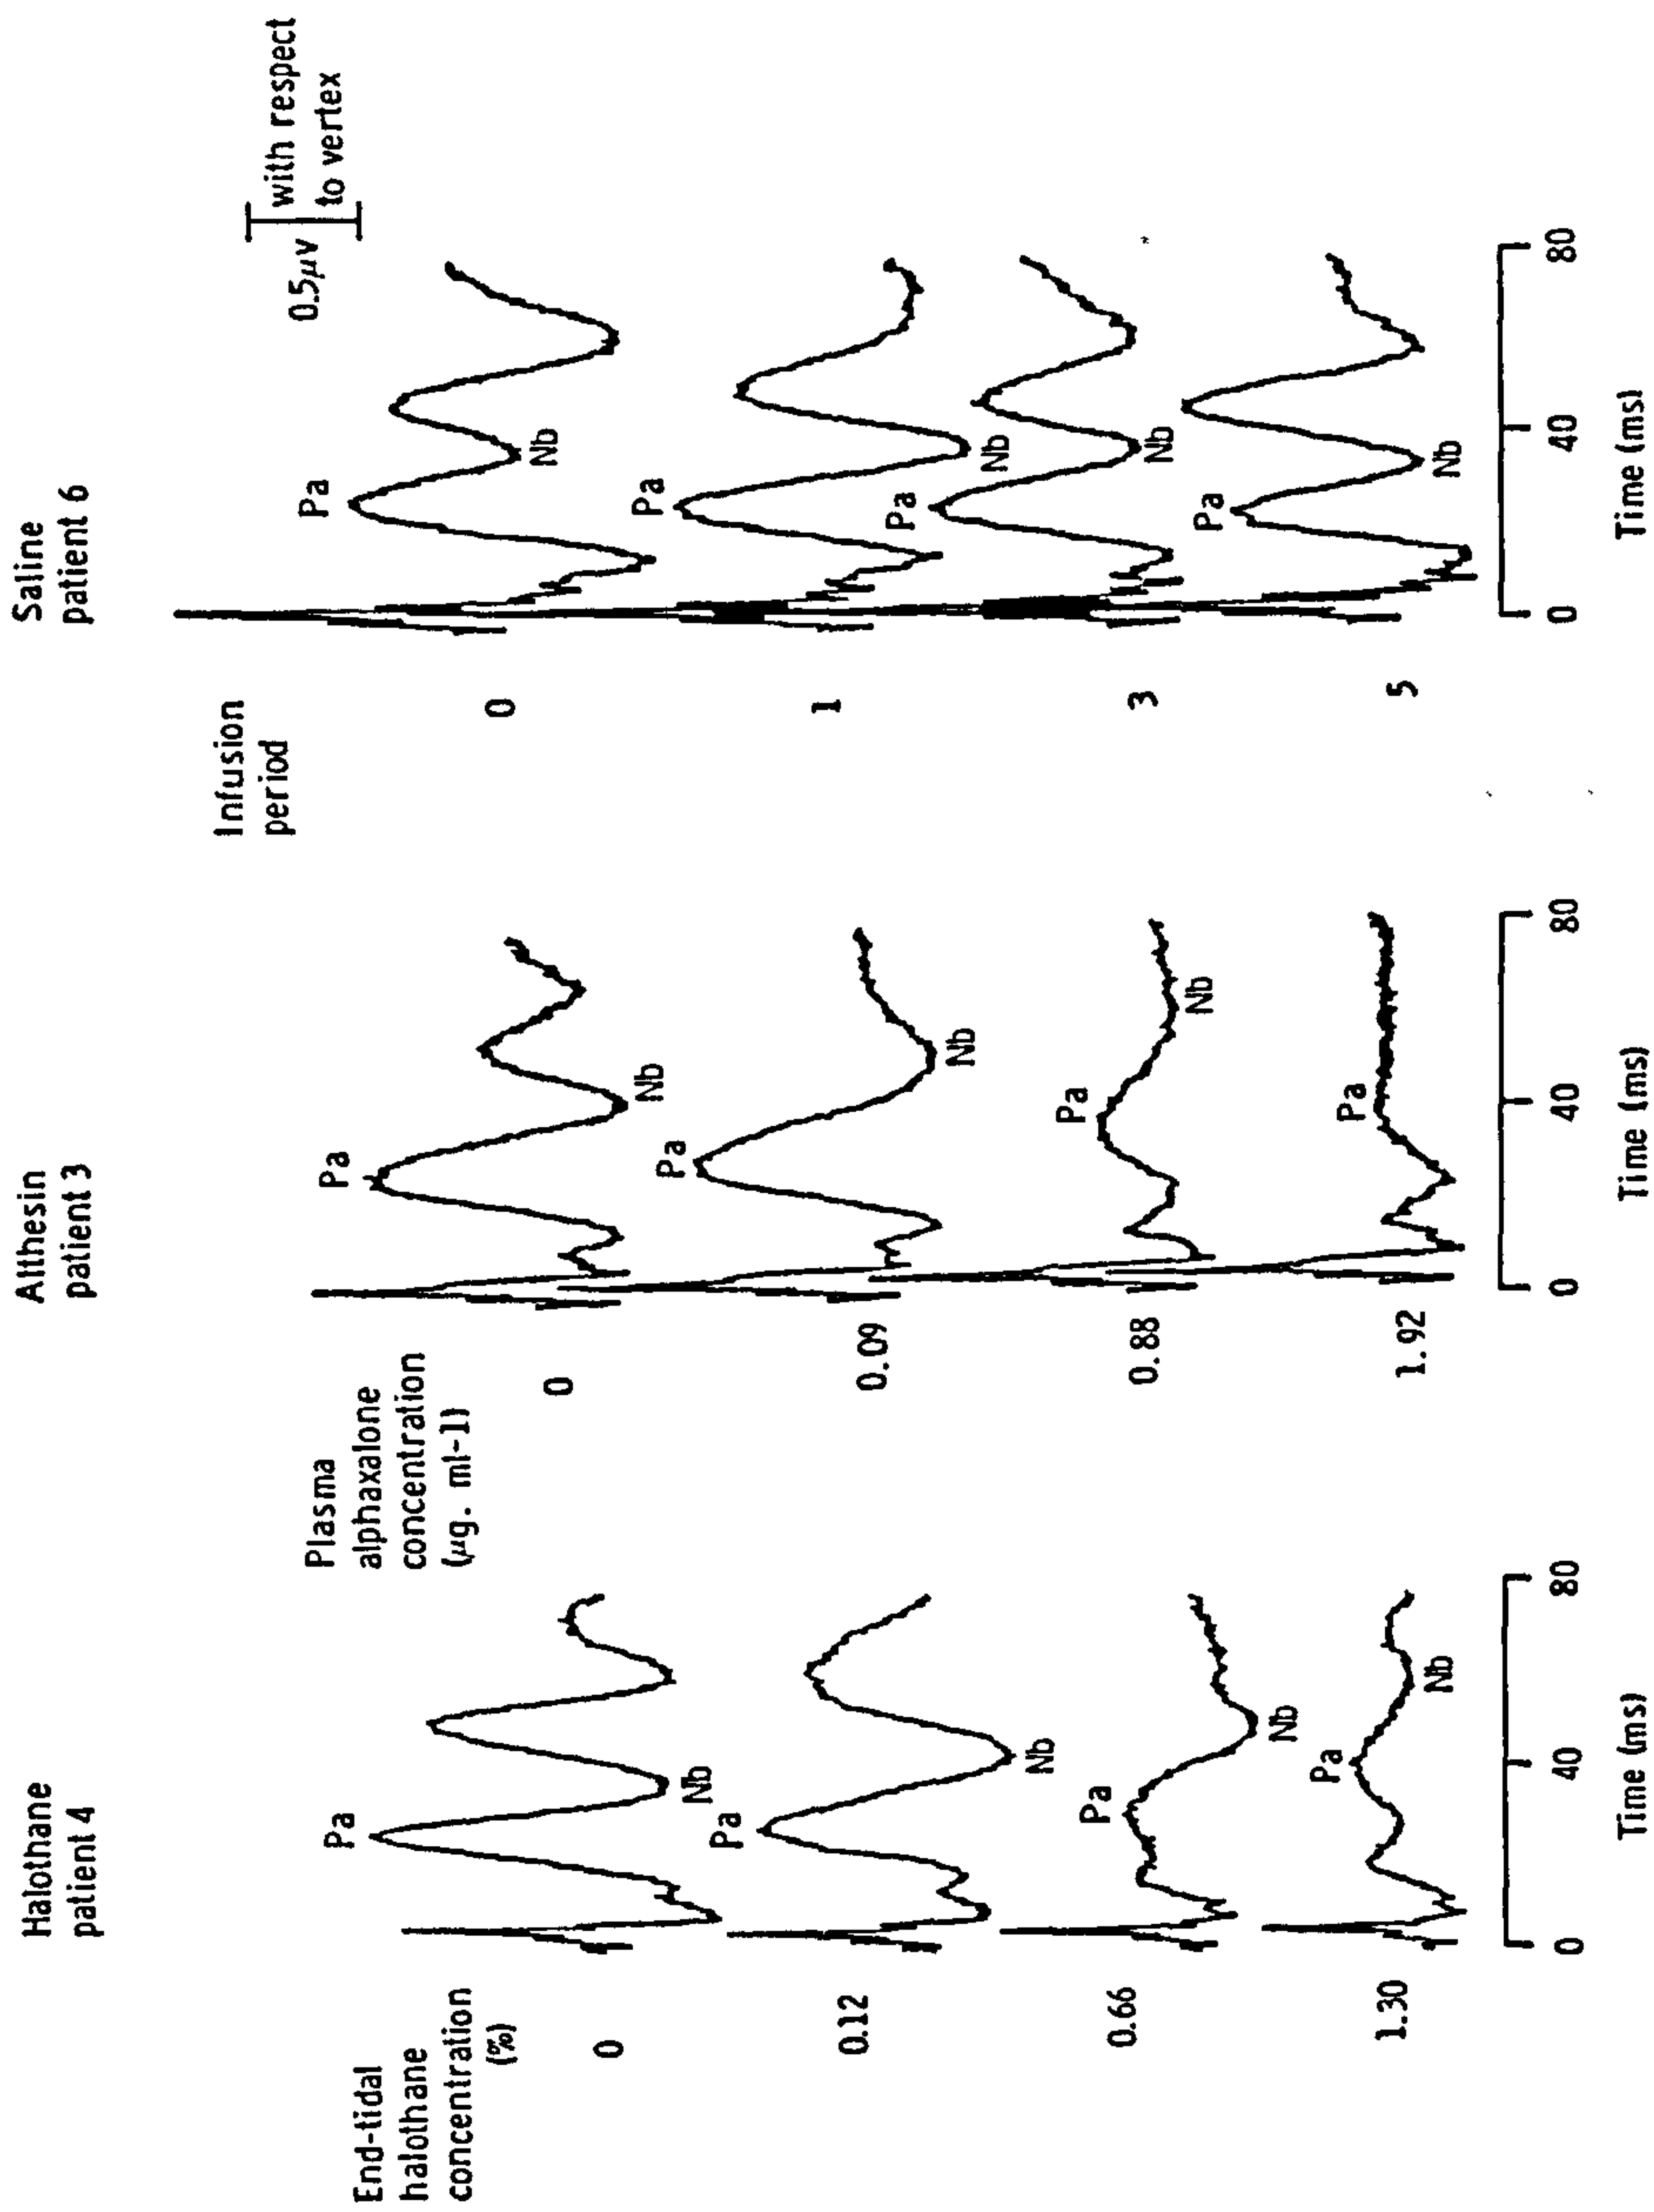 Halothane
patient 4
End-tidal
halothane
concentration
(%)
0
Pa
Nb
0.12
Pa
Nb
0.66
Pa
Nb
1.30
Pa
Nb
0
40
80
Time (ms)
Althesin
patient 3
Plasma
alphaxalone
concentration
(μg. ml-1)
0
Pa
Nb
0.09
Pa
Nb
0.88
Pa
Nb
1.92
Pa
0
40
80
Time (ms)
Saline
patient 6
Infusion
period
0
Pa
Nb
0.5μv
with respect
to vertex
1
Pa
Nb
3
Pa
Nb
5
Pa
Nb
0
40
80
Time (ms)